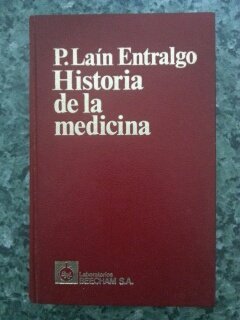 P. Laín Entralgo
Historia
de la
medicina
Laboratorios
BEECHAM S.A.